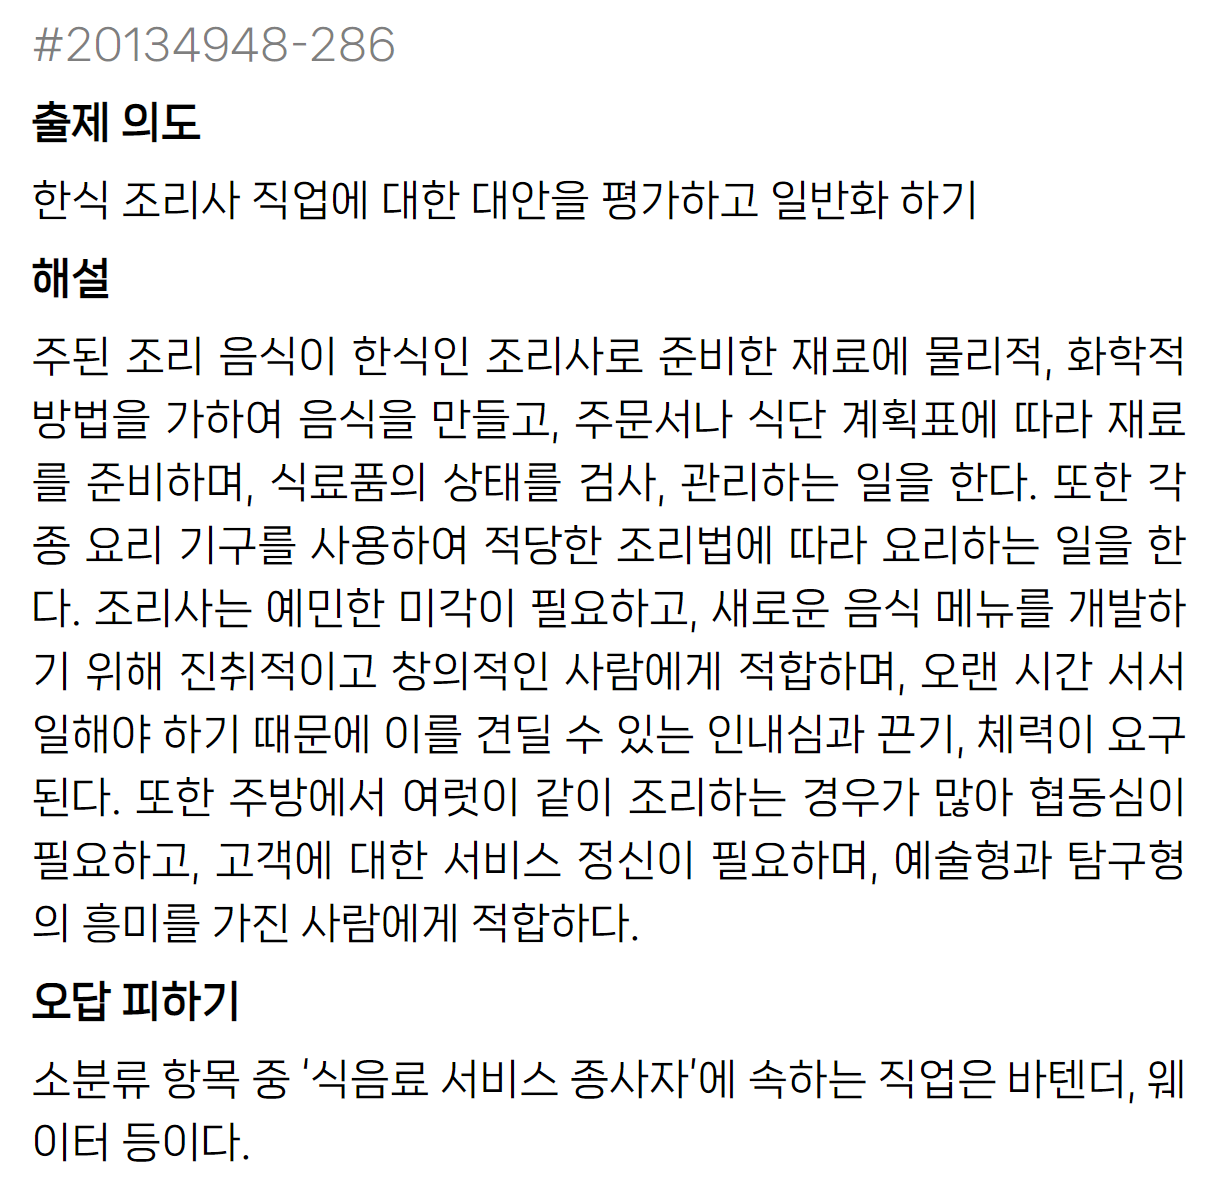 #20134948-286
출제 의도
한식 조리사 직업에 대한 대안을 평가하고 일반화 하기
해설
주된 조리 음식이 한식인 조리사로 준비한 재료에 물리적, 화학적
방법을 가하여 음식을 만들고, 주문서나 식단 계획표에 따라 재료
를 준비하며, 식료품의 상태를 검사, 관리하는 일을 한다. 또한 각
종 요리 기구를 사용하여 적당한 조리법에 따라 요리하는 일을 한
다. 조리사는 예민한 미각이 필요하고, 새로운 음식 메뉴를 개발하
기 위해 진취적이고 창의적인 사람에게 적합하며, 오랜 시간 서서
일해야 하기 때문에 이를 견딜 수 있는 인내심과 끈기, 체력이 요구
된다. 또한 주방에서 여럿이 같이 조리하는 경우가 많아 협동심이
필요하고, 고객에 대한 서비스 정신이 필요하며, 예술형과 탐구형
의 흥미를 가진 사람에게 적합하다.
오답 피하기
소분류 항목 중 '식음료 서비스 종사자'에 속하는 직업은 바텐더, 웨
이터 등이다.